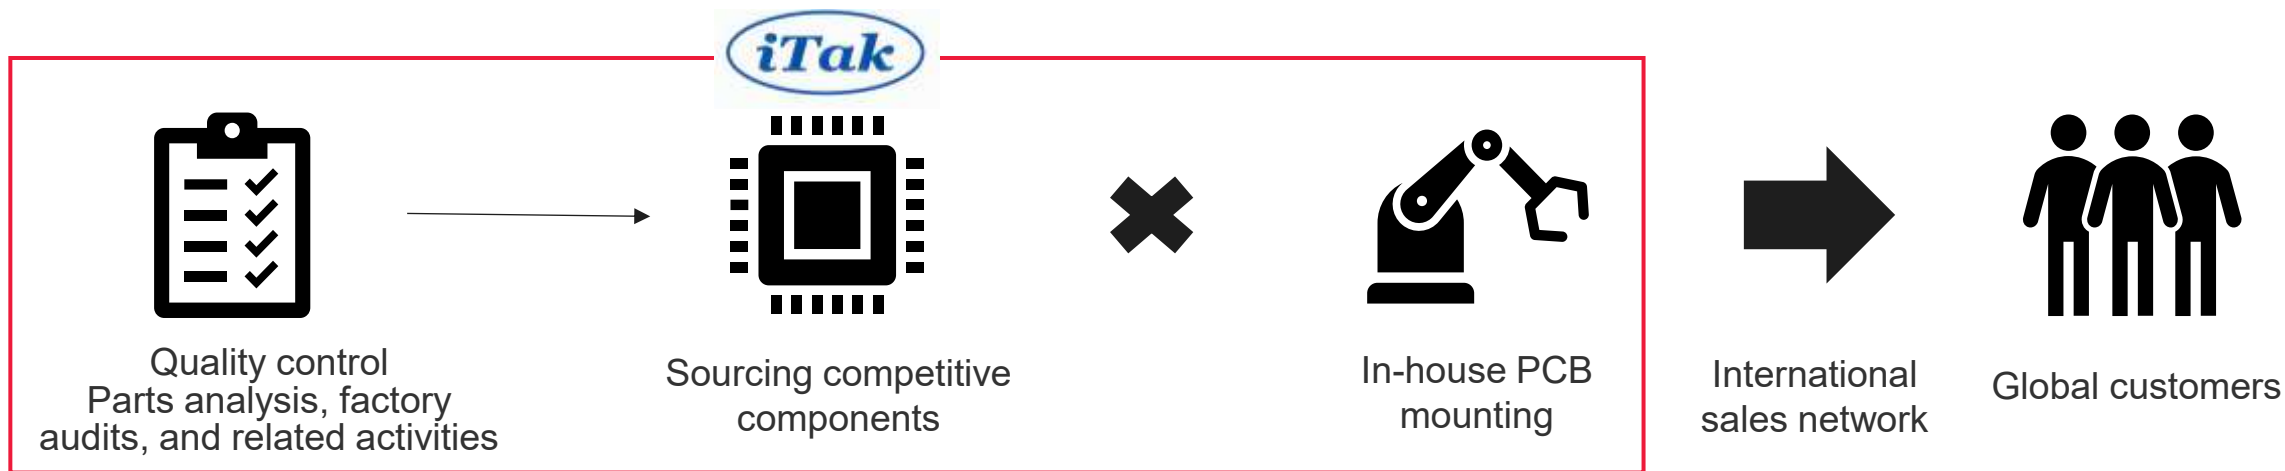 iTak
Quality control
Parts analysis, factory
audits, and related activities
Sourcing competitive
components
In-house PCB
mounting
International
sales network
Global customers